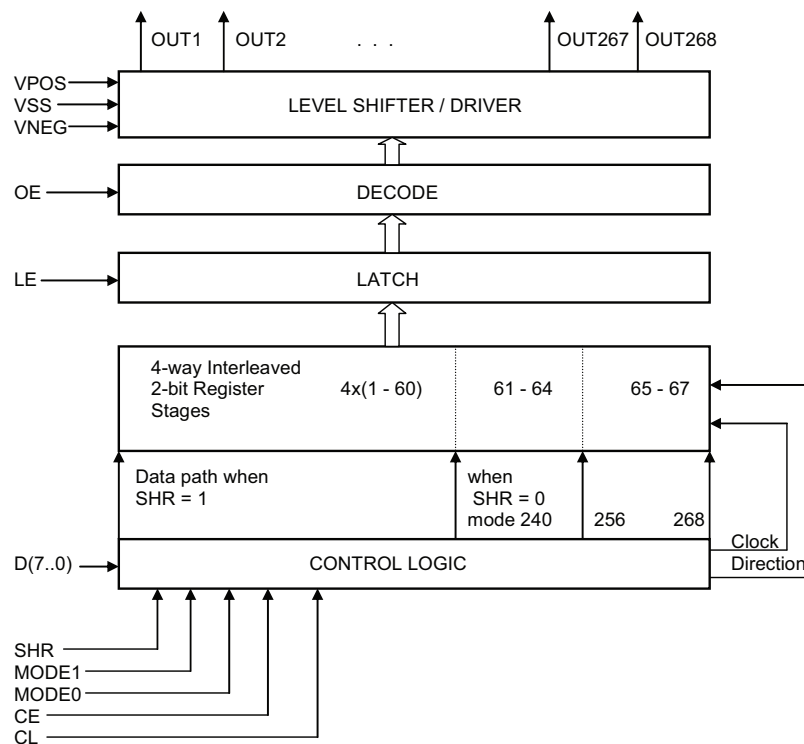 OUT1 OUT2 . . . OUT267 OUT268
VPOS
VSS
VNEG
LEVEL SHIFTER / DRIVER
OE
DECODE
LE
LATCH
4-way Interleaved
2-bit Register
Stages
4x(1 - 60)
61 - 64
65 - 67
Data path when
SHR = 1
when
SHR = 0
mode 240
256
268
D(7..0)
CONTROL LOGIC
Clock
Direction
SHR
MODE1
MODE0
CE
CL